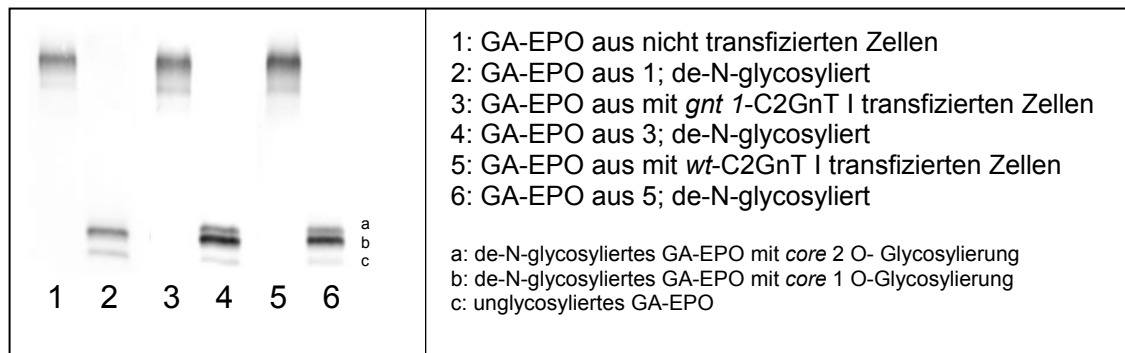 1: GA-EPO aus nicht transfizierten Zellen
2: GA-EPO aus 1; de-N-glycosyliert
3: GA-EPO aus mit gnt 1-C2GnT I transfizierten Zellen
4: GA-EPO aus 3; de-N-glycosyliert
5: GA-EPO aus mit wt-C2GnT I transfizierten Zellen
6: GA-EPO aus 5; de-N-glycosyliert
a
b
c
a: de-N-glycosyliertes GA-EPO mit core 2 O- Glycosylierung
b: de-N-glycosyliertes GA-EPO mit core 1 O-Glycosylierung
c: unglycosyliertes GA-EPO
1 2 3 4 5 6